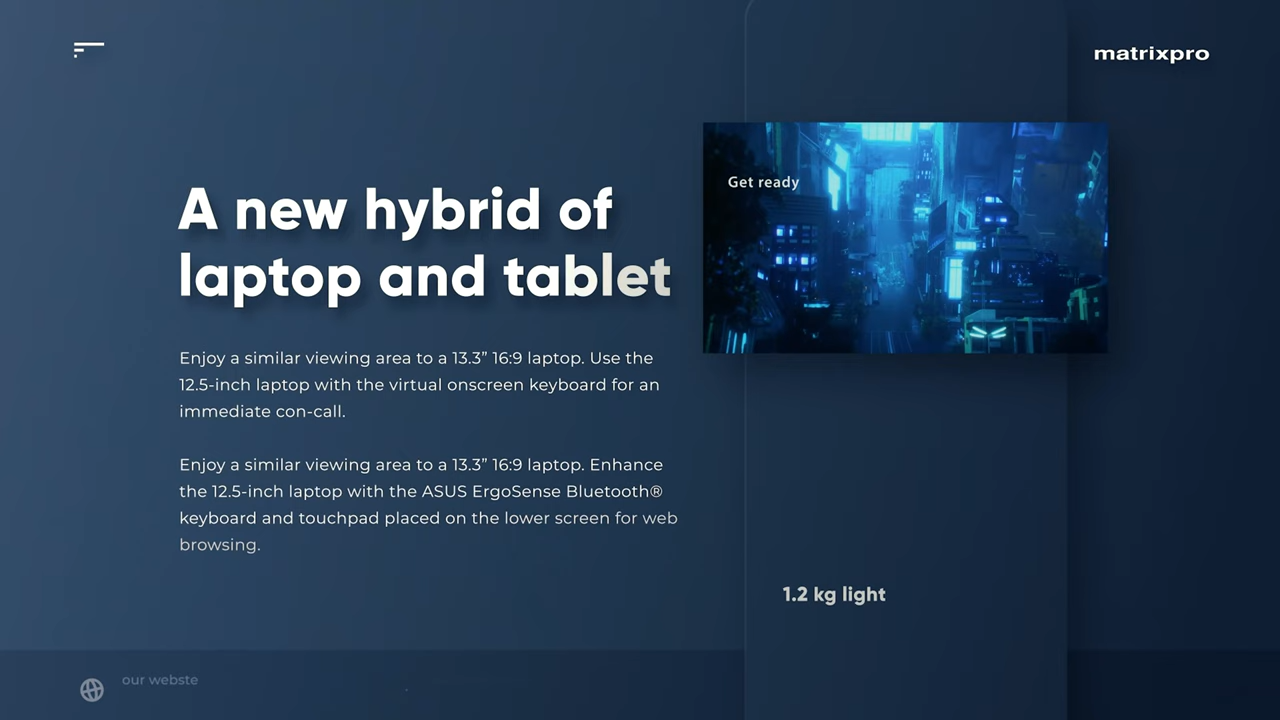 matrixpro
Get ready
A new hybrid of
laptop and tablet
Enjoy a similar viewing area to a 13.3” 16:9 laptop. Use the
12.5-inch laptop with the virtual onscreen keyboard for an
immediate con-call.
Enjoy a similar viewing area to a 13.3” 16:9 laptop. Enhance
the 12.5-inch laptop with the ASUS ErgoSense Bluetooth®
keyboard and touchpad placed on the lower screen for web
browsing.
1.2 kg light
our webste